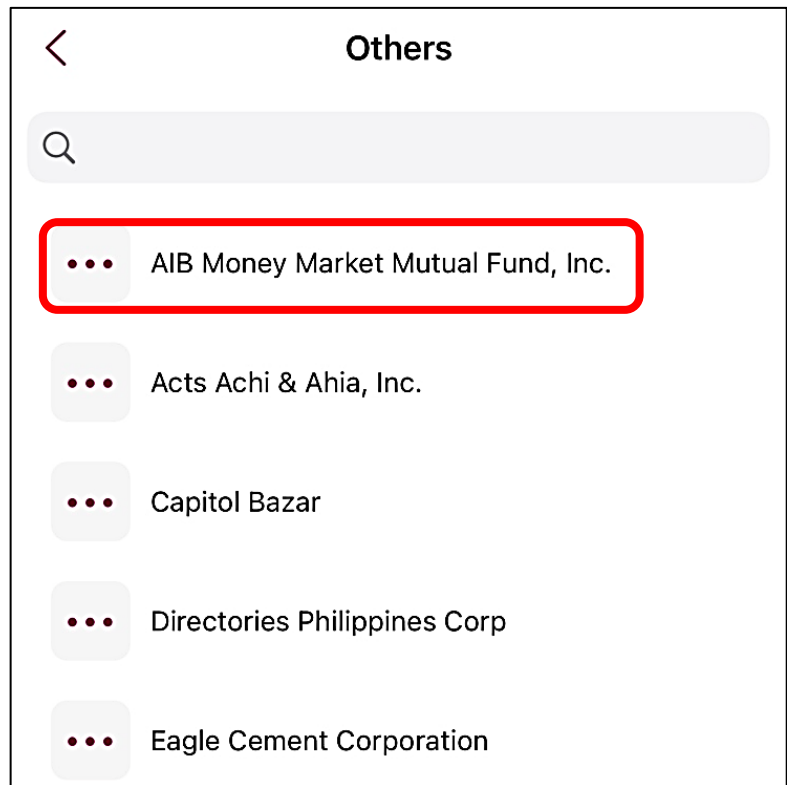 Others
AIB Money Market Mutual Fund, Inc.
Acts Achi & Ahia, Inc.
Capitol Bazar
Directories Philippines Corp
Eagle Cement Corporation